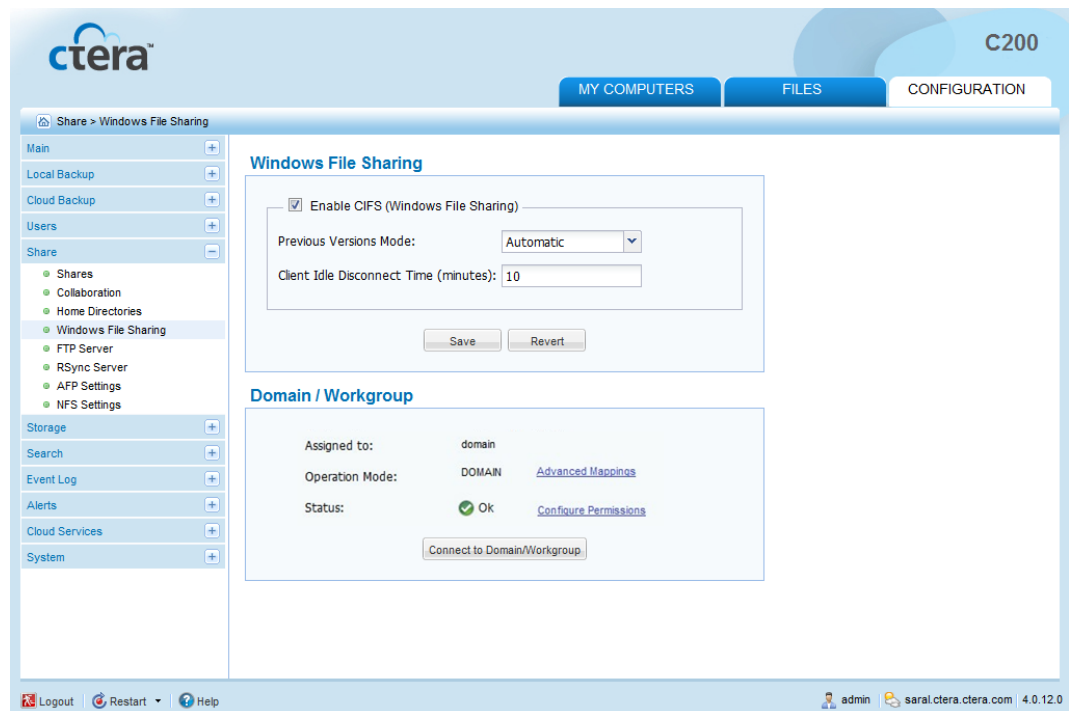 ctera™
C200
MY COMPUTERS
FILES
CONFIGURATION
Share > Windows File Sharing
Main
Local Backup
Cloud Backup
Users
Share
Shares
Collaboration
Home Directories
Windows File Sharing
FTP Server
RSync Server
AFP Settings
NFS Settings
Storage
Search
Event Log
Alerts
Cloud Services
System
Windows File Sharing
Enable CIFS (Windows File Sharing)
Previous Versions Mode: Automatic
Client Idle Disconnect Time (minutes): 10
Save Revert
Domain / Workgroup
Assigned to: domain
Operation Mode: DOMAIN Advanced Mappings
Status: Ok Configure Permissions
Connect to Domain/Workgroup
Logout Restart Help admin saral.ctera.ctera.com 4.0.12.0